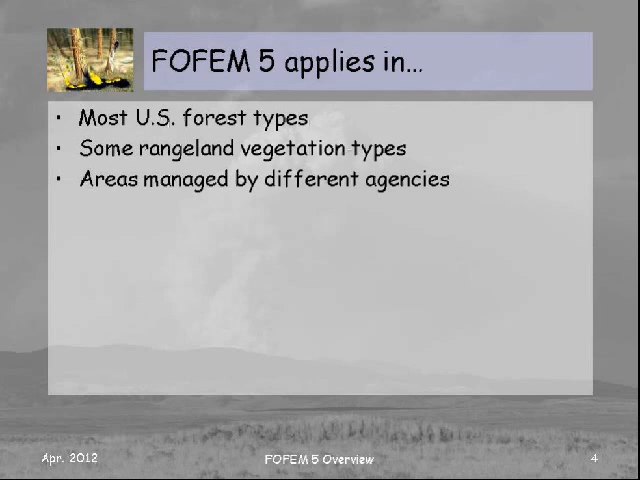 FOFEM 5 applies in…
• Most U.S. forest types
• Some rangeland vegetation types
• Areas managed by different agencies
Apr. 2012
FOFEM 5 Overview
4